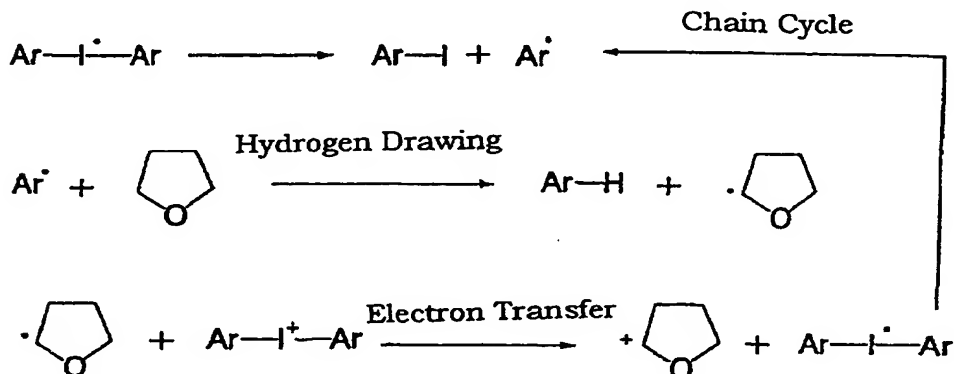 Chain Cycle
Ar—I•—Ar Ar—I + Ar•
Hydrogen Drawing
Ar• + O Ar—H + • O
Electron Transfer
• O + Ar—I+—Ar + O + Ar—I•—Ar